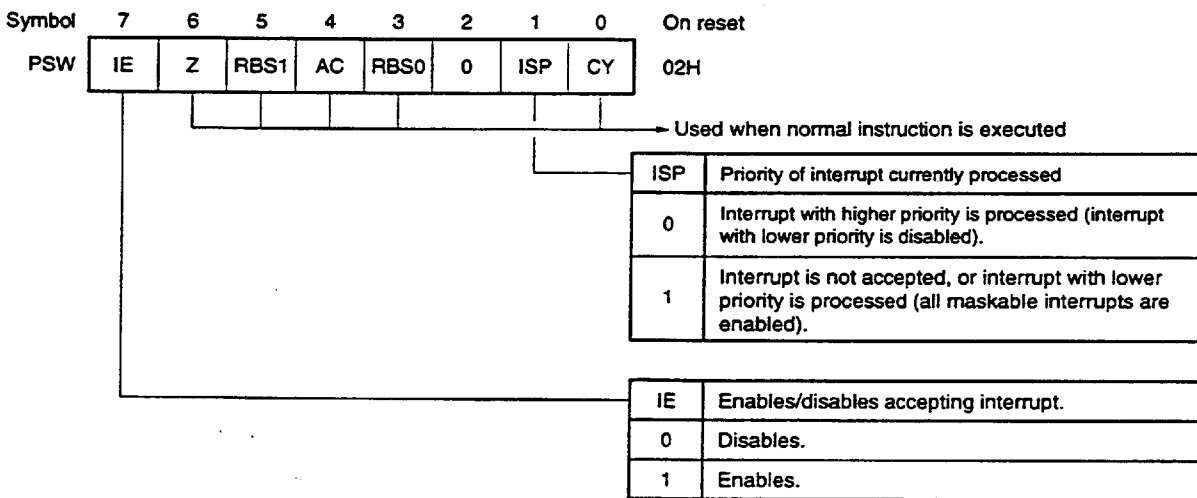 Symbol 7 6 5 4 3 2 1 0 On reset
PSW IE Z RBS1 AC RBS0 0 ISP CY 02H
Used when normal instruction is executed
ISP Priority of interrupt currently processed
0 Interrupt with higher priority is processed (interrupt
with lower priority is disabled).
1 Interrupt is not accepted, or interrupt with lower
priority is processed (all maskable interrupts are
enabled).
IE Enables/disables accepting interrupt.
0 Disables.
1 Enables.